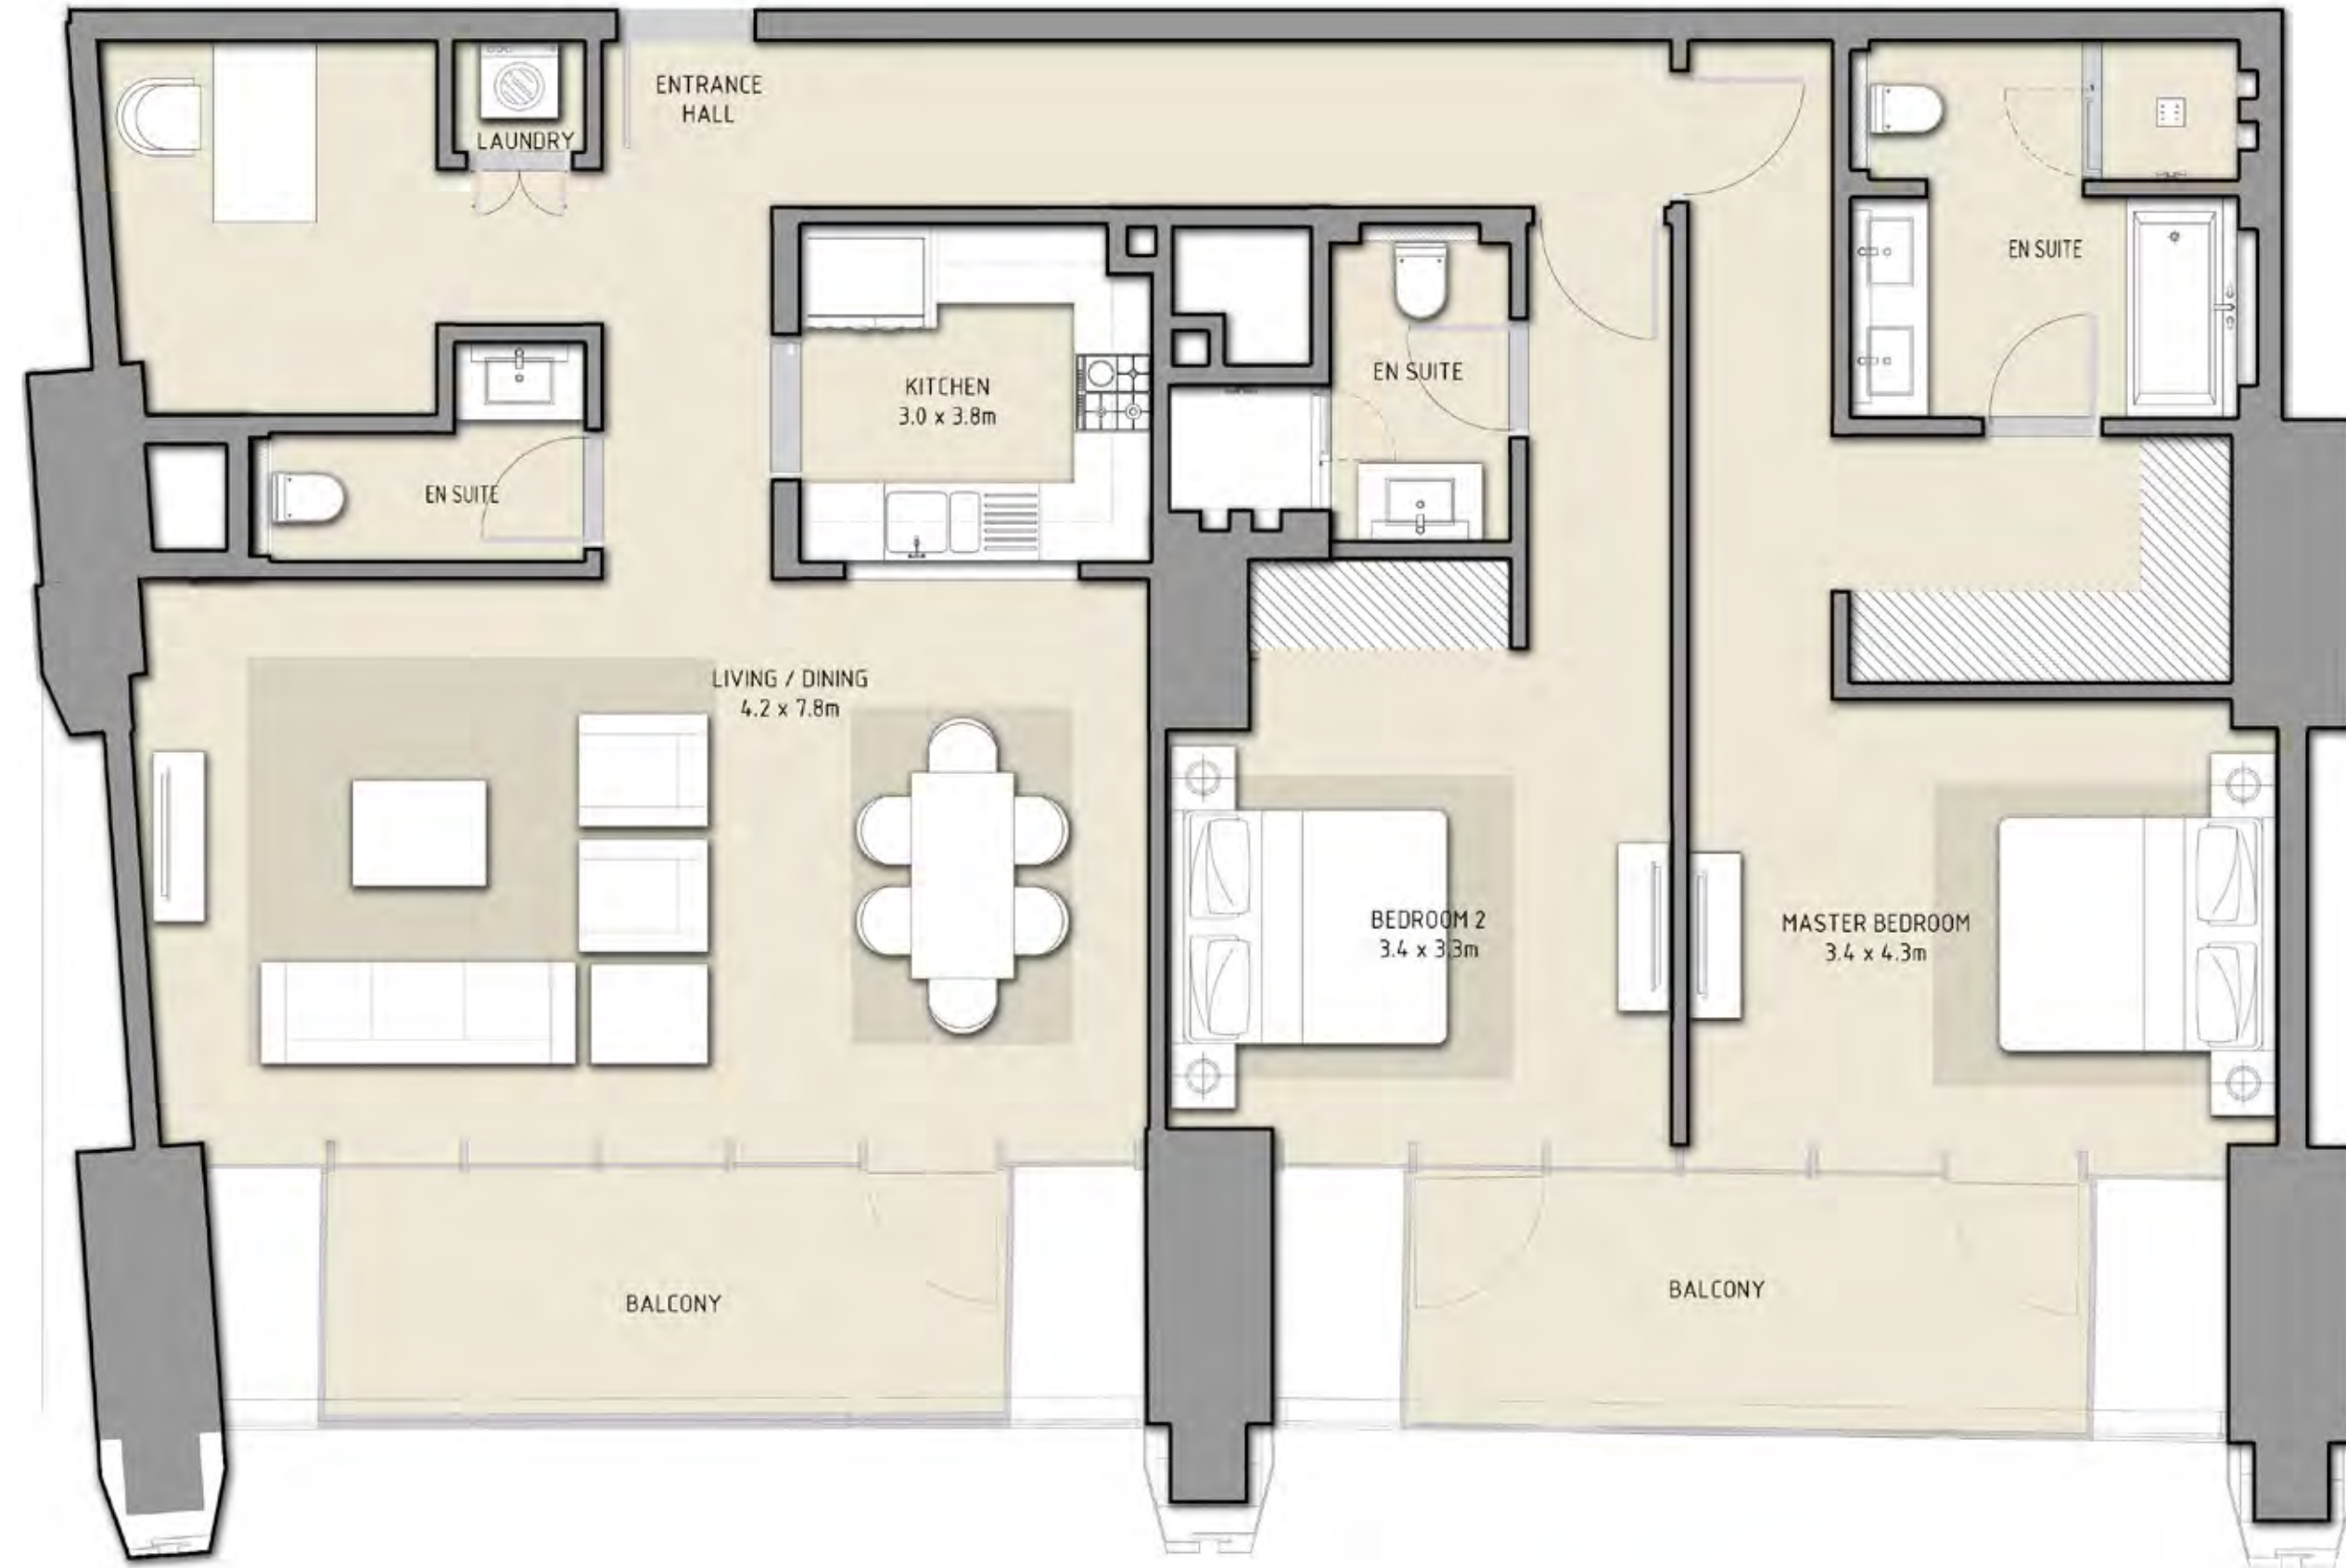 ENTRANCE
HALL
LAUNDRY
EN SUITE
KITCHEN
3.0 x 3.8m
EN SUITE
EN SUITE
LIVING / DINING
4.2 x 7.8m
BEDROOM 2
3.4 x 3.3m
MASTER BEDROOM
3.4 x 4.3m
BALCONY
BALCONY